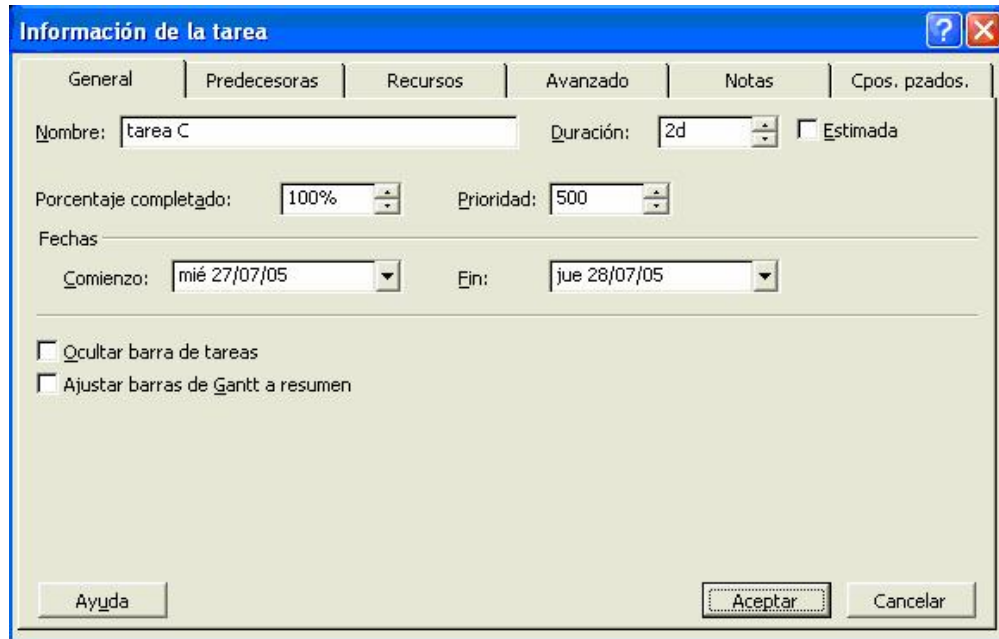 Información de la tarea
General Predecesoras Recursos Avanzado Notas Cpos. pzados.
Nombre: tarea C Duración: 2d Estimada
Porcentaje completado: 100% Prioridad: 500
Fechas
Comienzo: mié 27/07/05 Fin: jue 28/07/05
Ocultar barra de tareas
Ajustar barras de Gantt a resumen
Ayuda Aceptar Cancelar